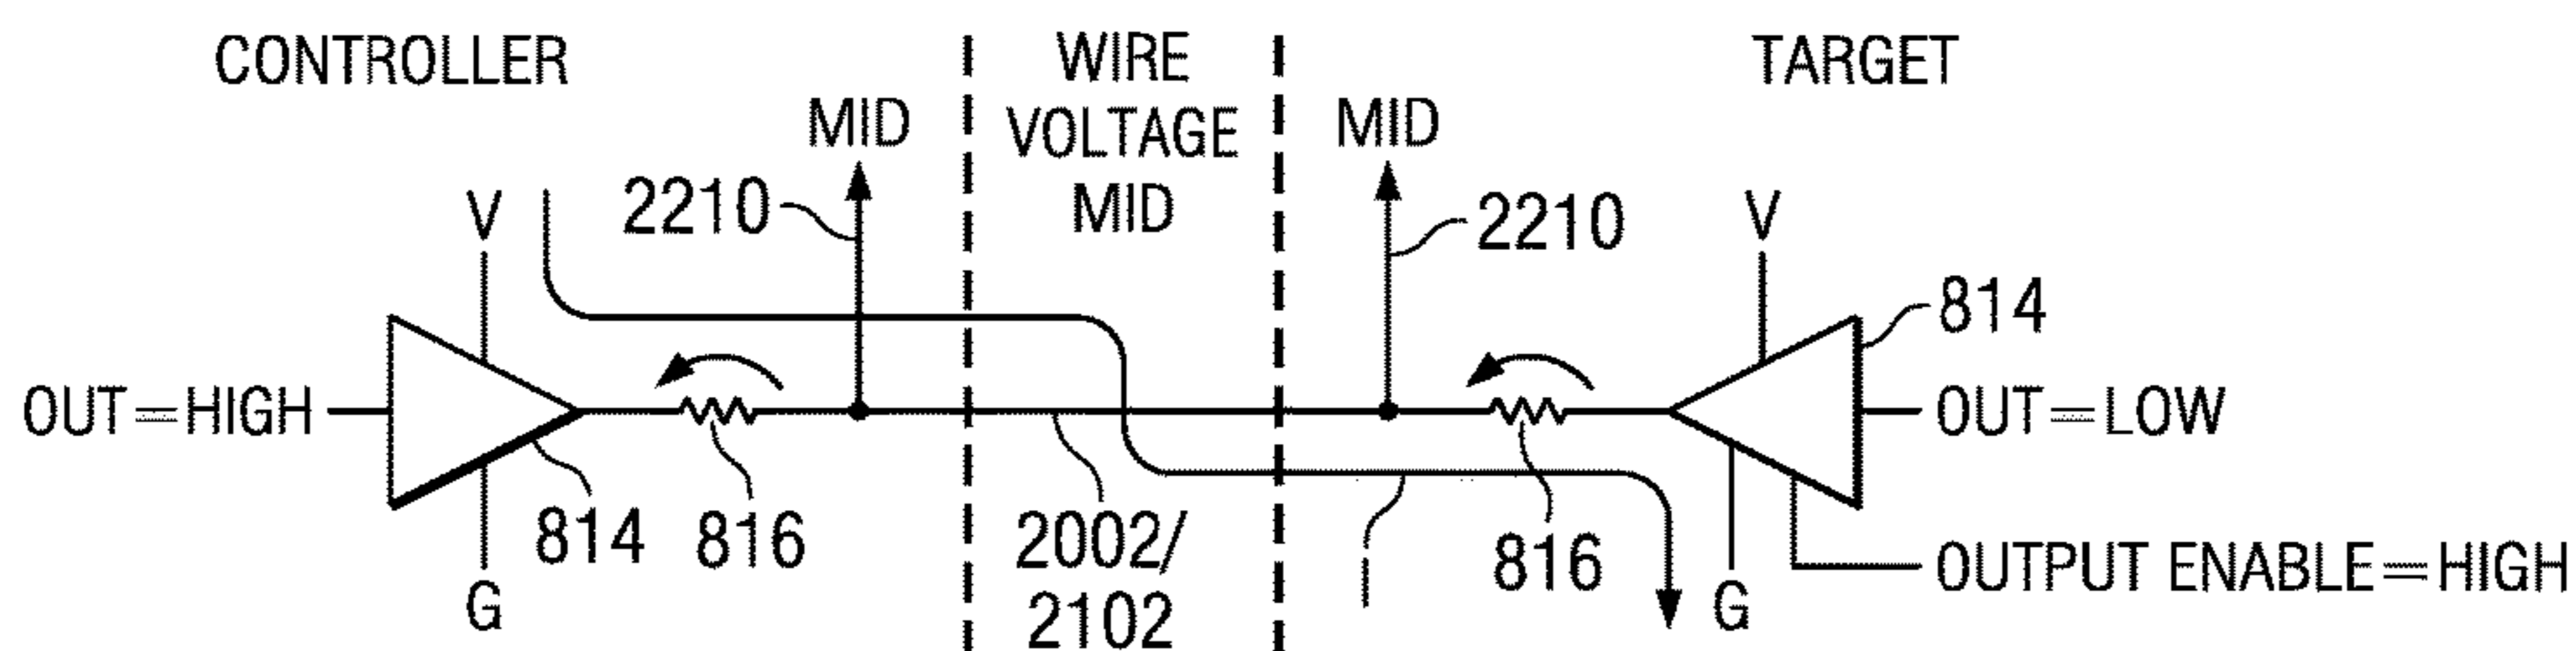 CONTROLLER
WIRE
VOLTAGE
MID
TARGET
MID
MID
V
2210
2210
V
814
OUT=HIGH
OUT=LOW
814
816
2002/
2102
I
816
OUTPUT ENABLE=HIGH
G
G